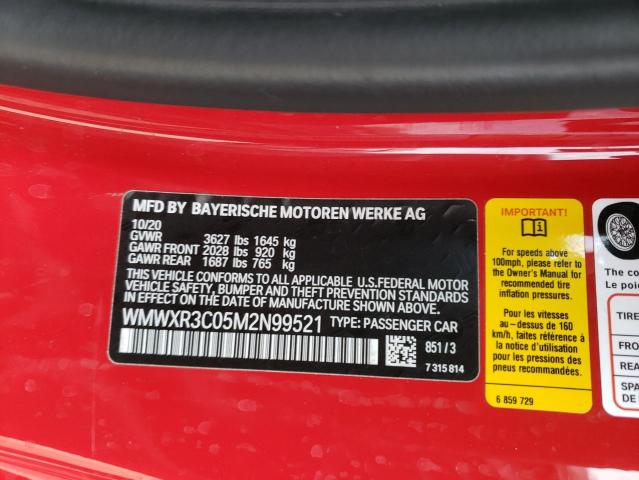 MFD BY BAYERISCHE MOTOREN WERKE AG
10/20
GVWR 3627 lbs 1645 kg
GAWR FRONT 2028 lbs 920 kg
GAWR REAR 1687 lbs 765 kg
THIS VEHICLE CONFORMS TO ALL APPLICABLE U.S.FEDERAL MOTOR
VEHICLE SAFETY, BUMPER AND THEFT PREVENTION STANDARDS
IN EFFECT ON THE DATE OF MANUFACTURE SHOWN ABOVE.
WMWXR3C05M2N99521 TYPE: PASSENGER CAR
851/3
7 315 814
IMPORTANT!
For speeds above
100mph, please refer to
the Owner's Manual for
recommended tire
inflation pressures.
Pour les vitesses
au-dessus de 160
km/h, faites référence à
la notice d'utilisation
pour les pressions des
pneus recommendées.
6 859 729
The c
Le poi
TIRE
FRO
REA
SPA
DE